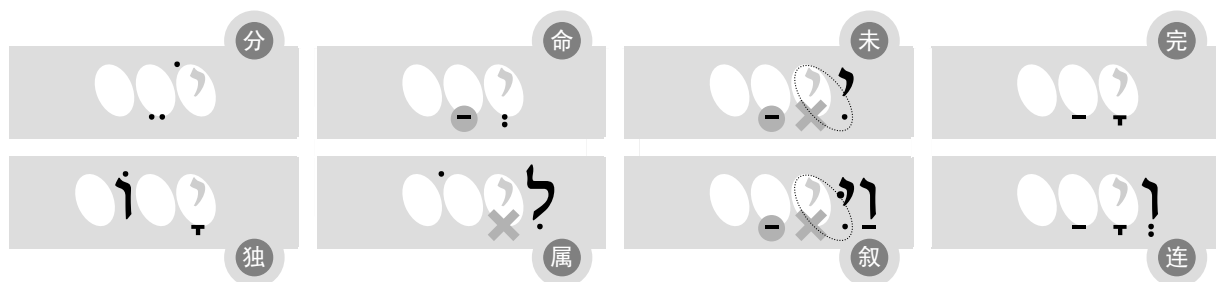 分 命 未 完
יֹ ֵ יְ ַ יִי ַ יָ ַ
יָ וֹ לִי ֹ וַיִּי ַ וְיָ ַ
独 属 叙 连